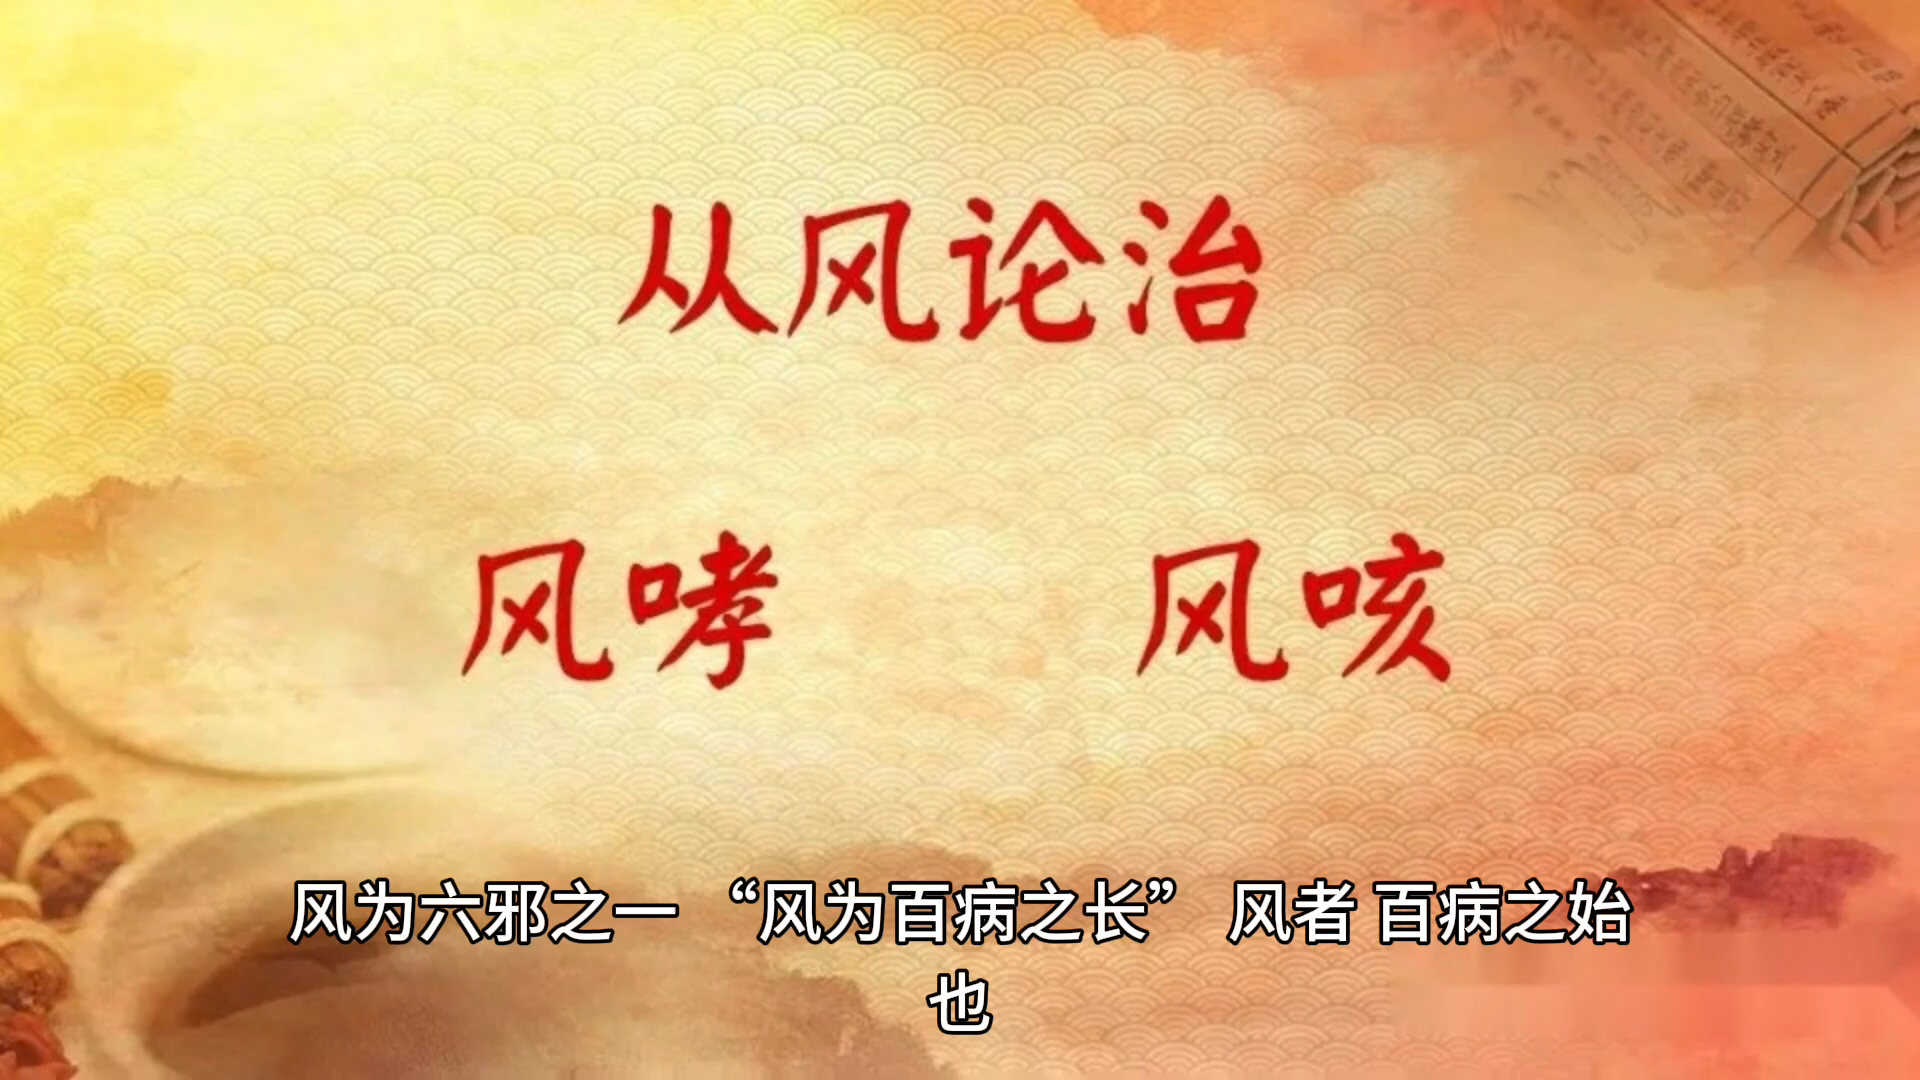 从风论治
风哮 风咳
风为六邪之一 “风为百病之长” 风者 百病之始
也